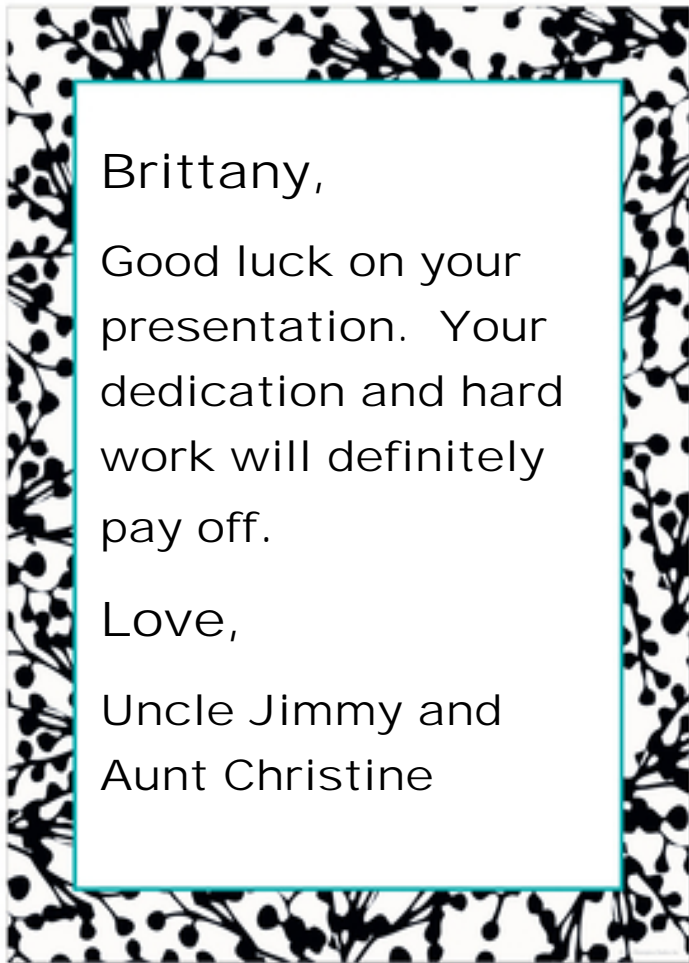 Brittany,
Good luck on your
presentation.  Your
dedication and hard
work will definitely
pay off.
Love,
Uncle Jimmy and
Aunt Christine